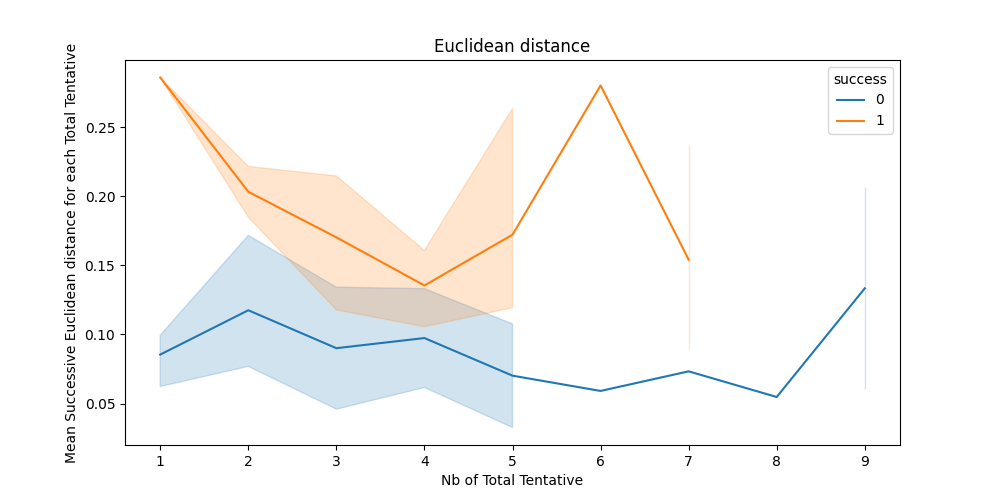 Euclidean distance
Mean Successive Euclidean distance for each Total Tentative
0.25
0.20
0.15
0.10
0.05
success
0
1
1 2 3 4 5 6 7 8 9
Nb of Total Tentative